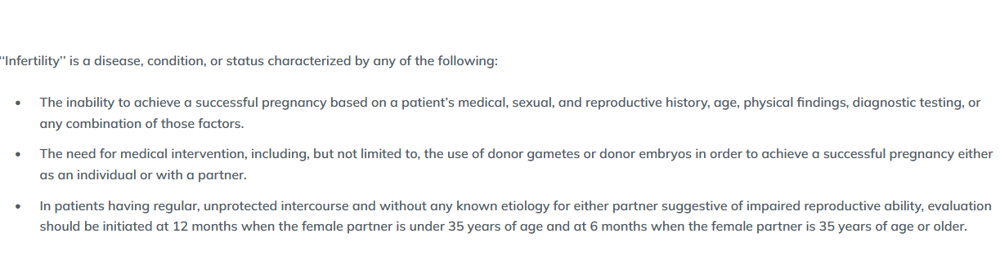 "Infertility" is a disease, condition, or status characterized by any of the following:
• The inability to achieve a successful pregnancy based on a patient's medical, sexual, and reproductive history, age, physical findings, diagnostic testing, or
any combination of those factors.
• The need for medical intervention, including, but not limited to, the use of donor gametes or donor embryos in order to achieve a successful pregnancy either
as an individual or with a partner.
• In patients having regular, unprotected intercourse and without any known etiology for either partner suggestive of impaired reproductive ability, evaluation
should be initiated at 12 months when the female partner is under 35 years of age and at 6 months when the female partner is 35 years of age or older.